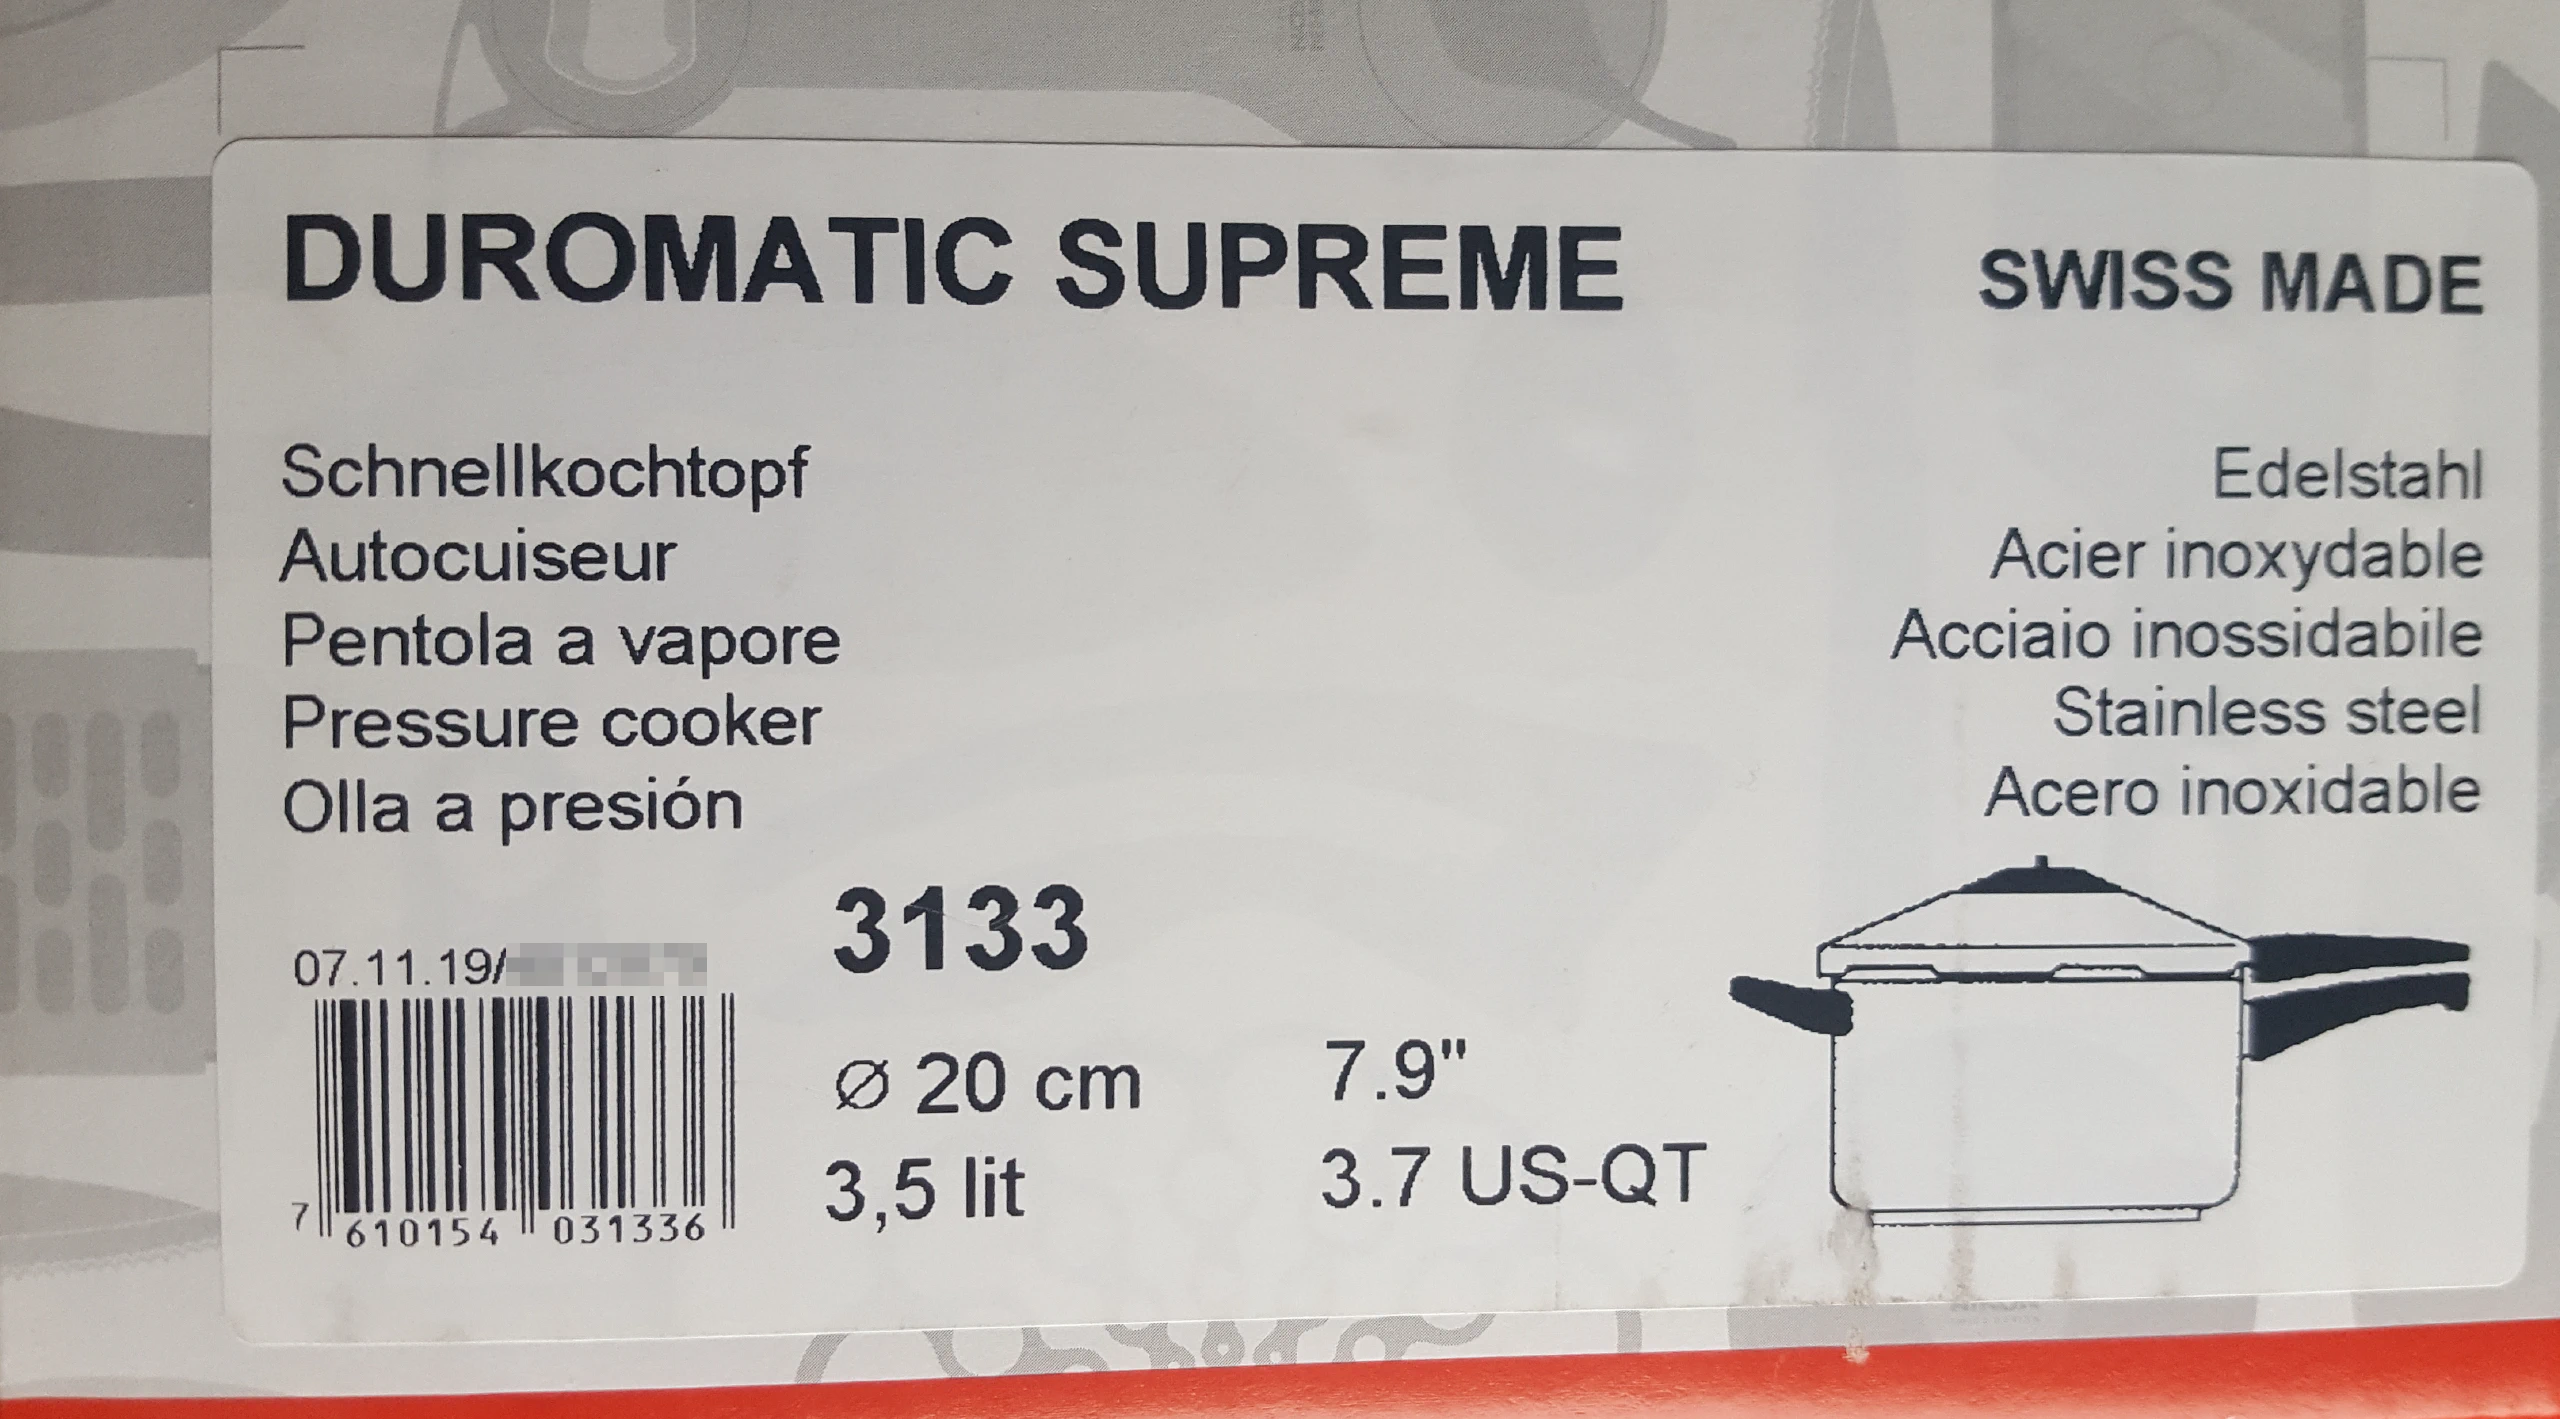 DUROMATIC SUPREME
SWISS MADE
Schnellkochtopf
Autocuiseur
Pentola a vapore
Pressure cooker
Olla a presión
Edelstahl
Acier inoxydable
Acciaio inossidabile
Stainless steel
Acero inoxidable
3133
07.11.19/
7 610154 031336
⌀ 20 cm
7.9"
3,5 lit
3.7 US-QT